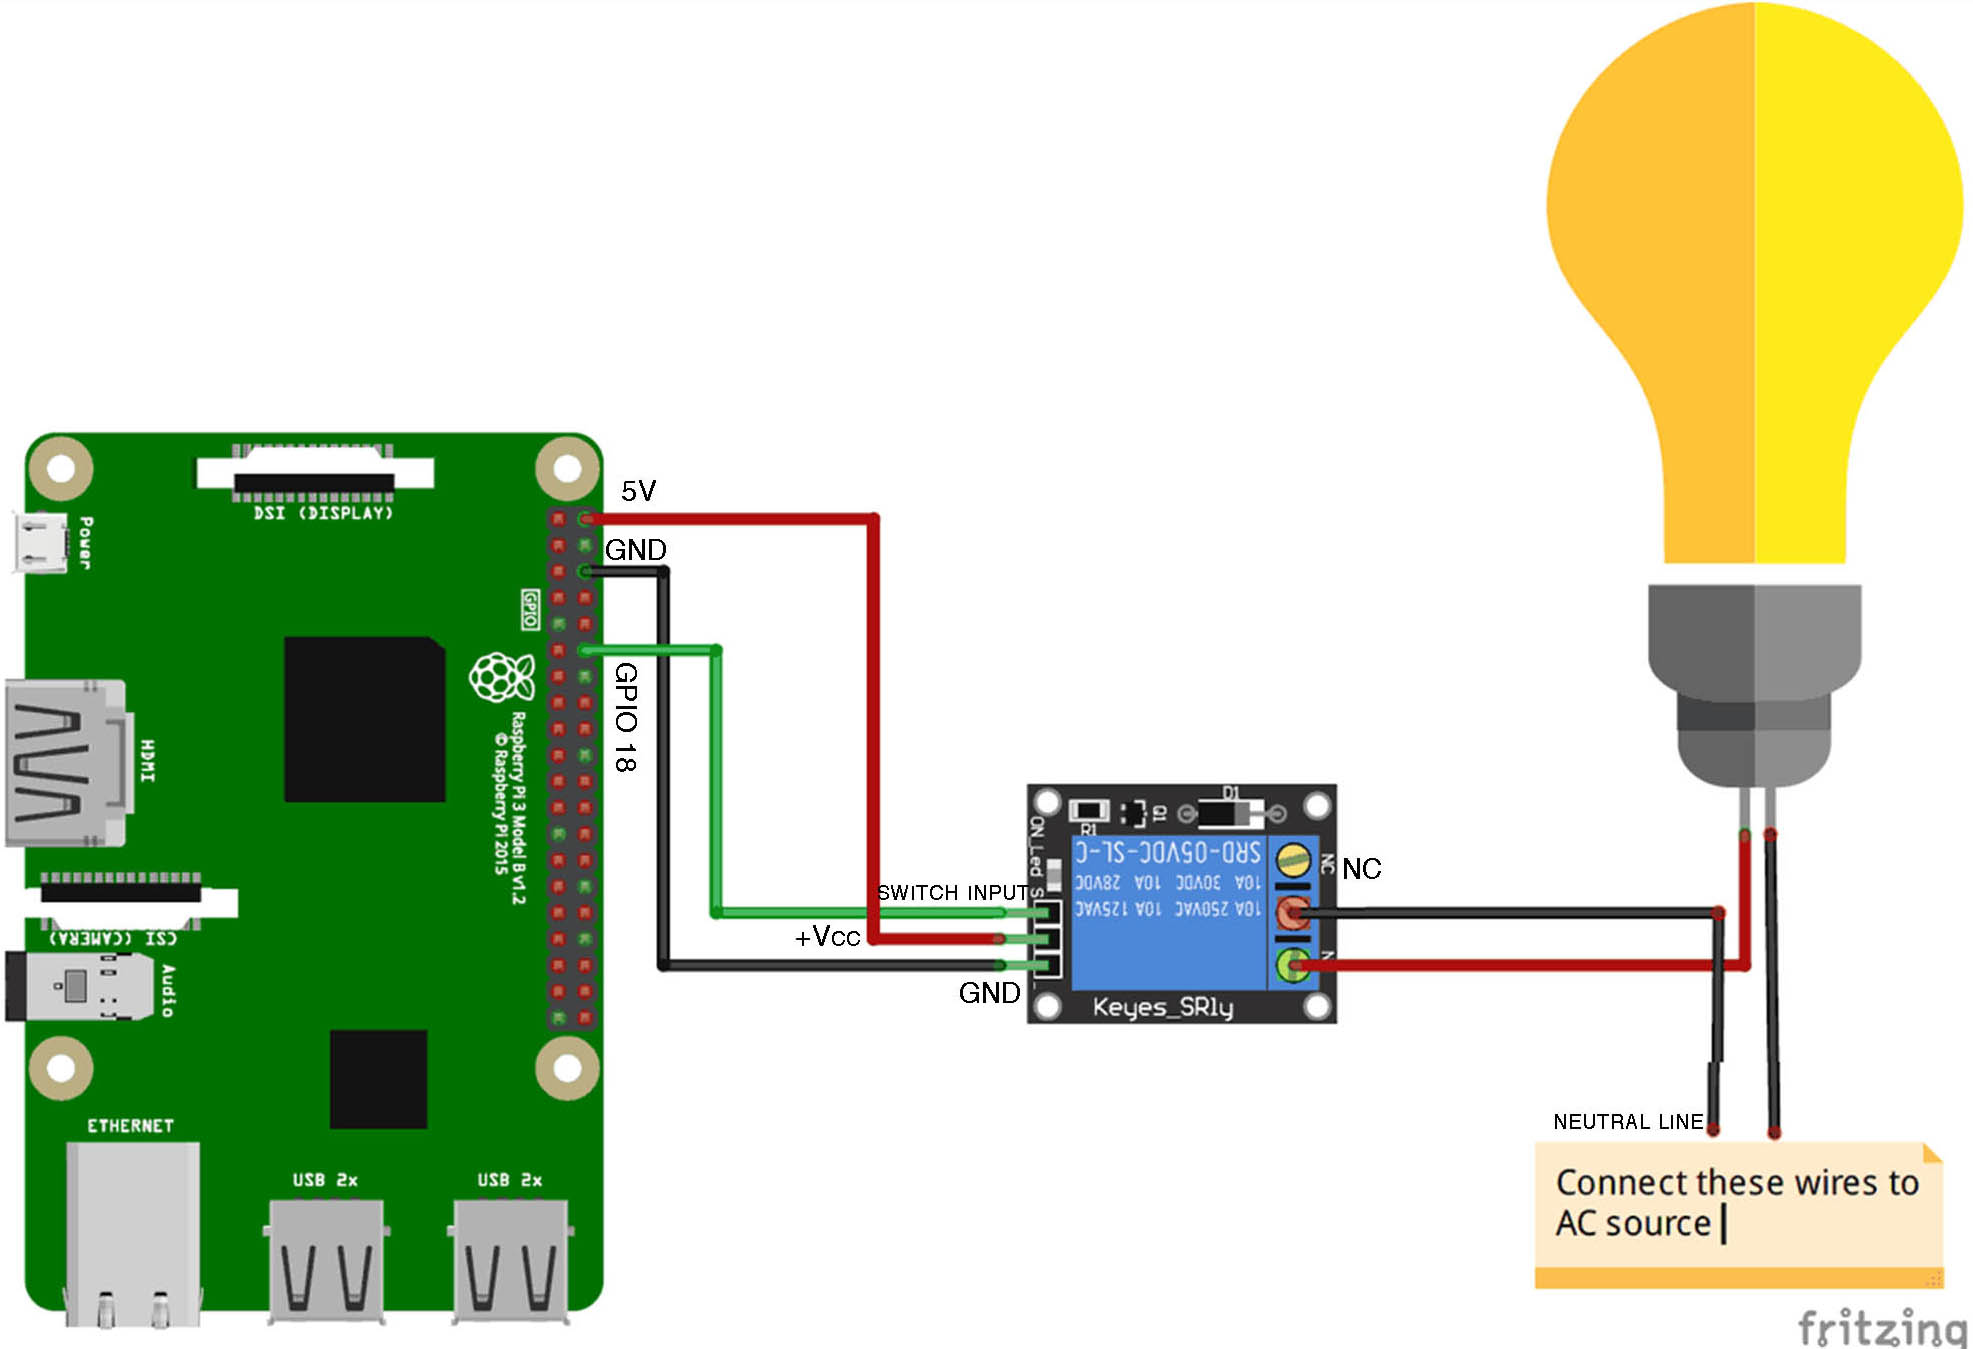 DSI (DISPLAY)
Power
5V
GND
GPIO
GPIO 18
HDMI
Raspberry Pi 3 Model B v1.2
© Raspberry Pi 2015
CSI (CAMERA)
Audio
ETHERNET
USB 2x
USB 2x
SWITCH INPUT
+VCC
GND
ON_Led
S
R1
Q1
D1
SRD-05VDC-SL-C
10A 30VDC 10A 28VDC
10A 250VAC 10A 125VAC
Keyes_SRly
NC
N
NC
NEUTRAL LINE
Connect these wires to
AC source
fritzing